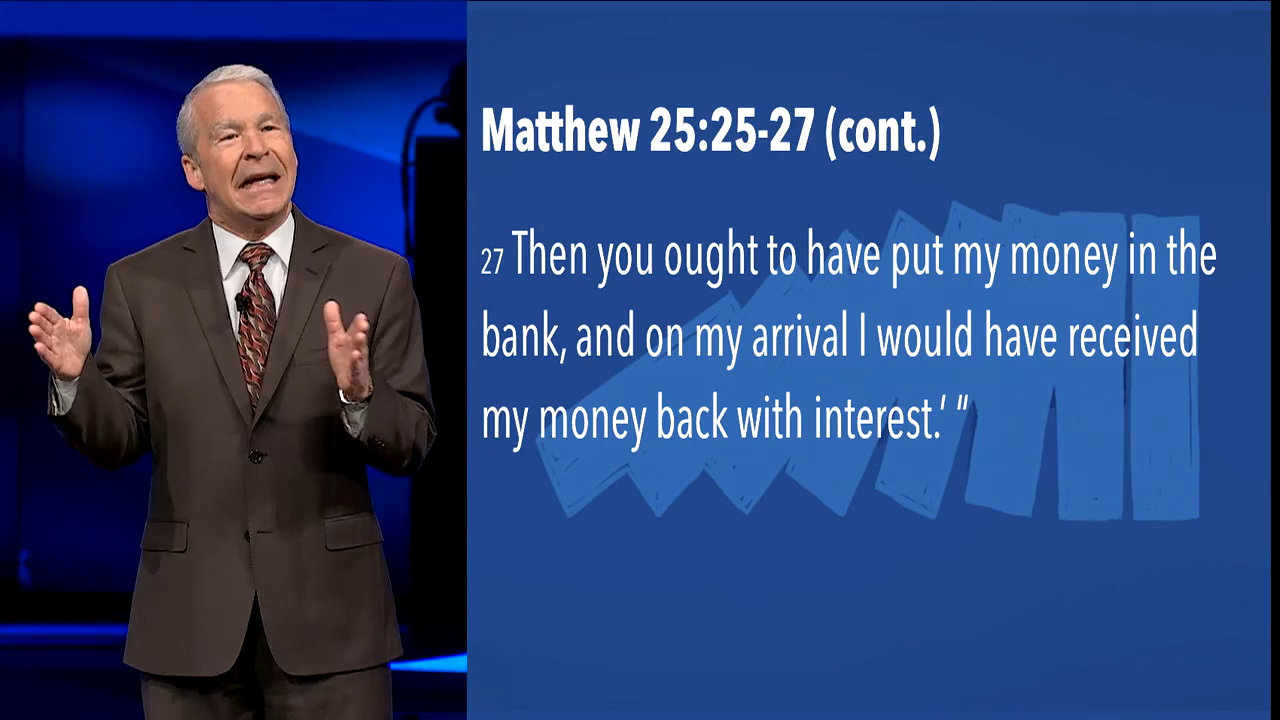 Matthew 25:25-27 (cont.)
27 Then you ought to have put my money in the
bank, and on my arrival I would have received
my money back with interest.’ “